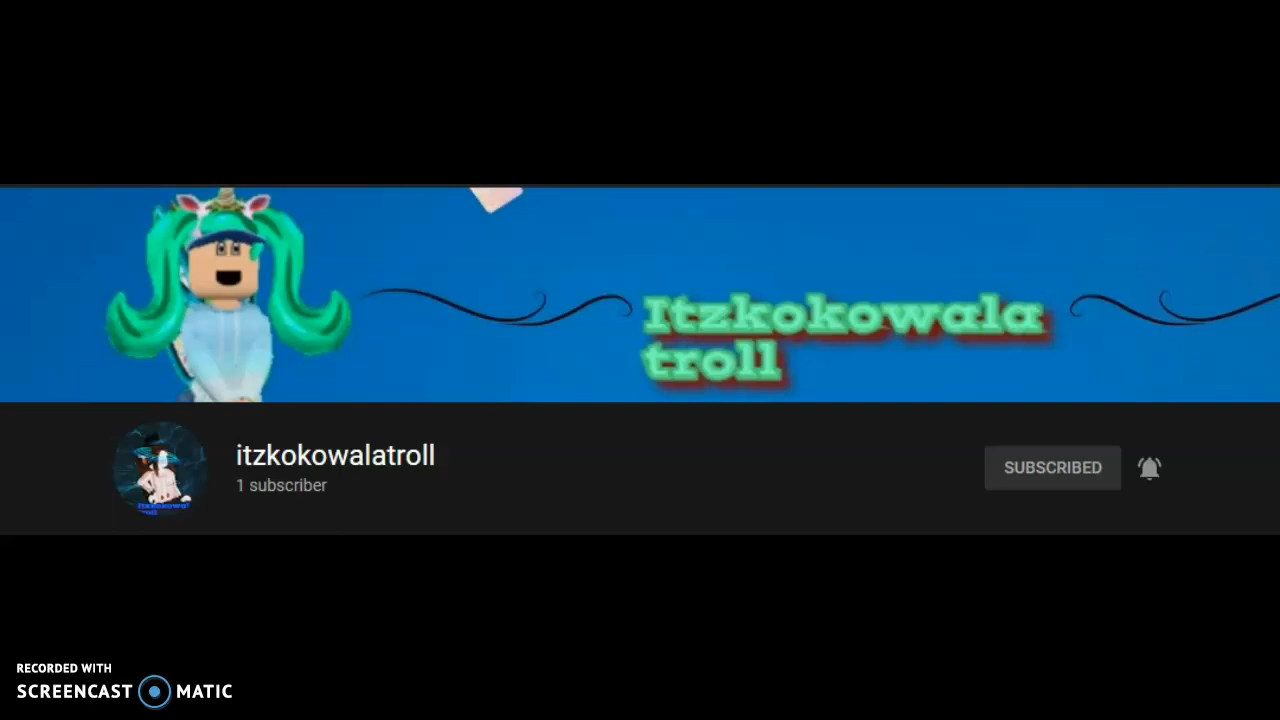 Itzkokowala
troll
itzkokowalatroll
1 subscriber
SUBSCRIBED
RECORDED WITH
SCREENCAST MATIC